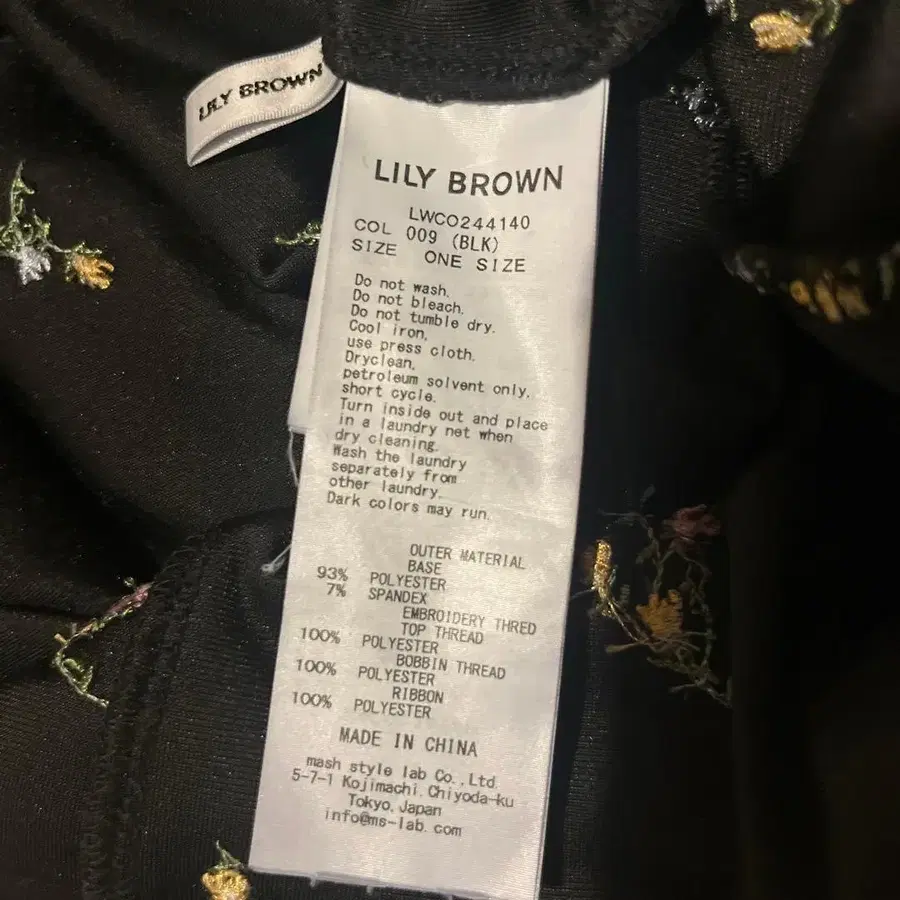 LILY BROWN
LILY BROWN
LWCO244140
COL 009 (BLK)
SIZE ONE SIZE
Do not wash.
Do not bleach.
Do not tumble dry.
Cool iron,
use press cloth.
Dryclean,
petroleum solvent only,
short cycle.
Turn inside out and place
in a laundry net when
dry cleaning.
Wash the laundry
separately from
other laundry.
Dark colors may run.
OUTER MATERIAL
BASE
93% POLYESTER
7% SPANDEX
EMBROIDERY THRED
TOP THREAD
100% POLYESTER
BOBBIN THREAD
100% POLYESTER
RIBBON
100% POLYESTER
MADE IN CHINA
mash style lab Co.,Ltd.
5-7-1 Kojimachi,Chiyoda-ku
Tokyo,Japan
info@ms-lab.com